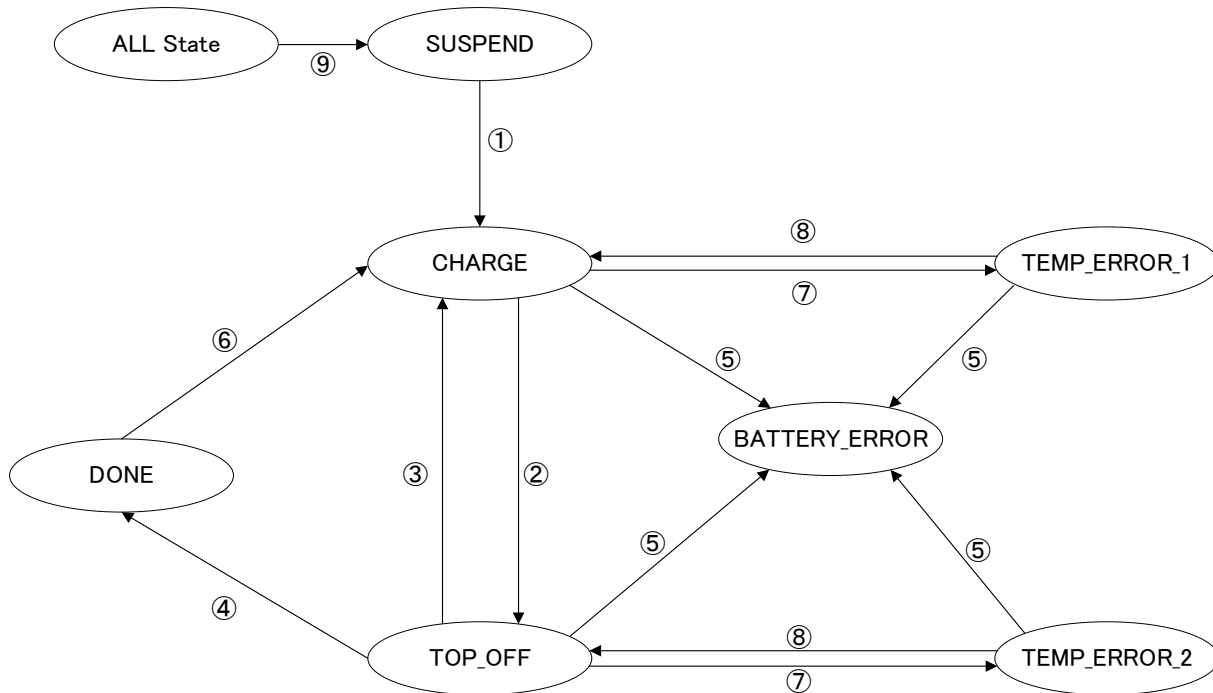 ALL State
SUSPEND
⑨
①
CHARGE
⑧
TEMP_ERROR_1
⑦
⑥
⑤
⑤
BATTERY_ERROR
DONE
③
②
⑤
⑤
④
TOP_OFF
⑧
TEMP_ERROR_2
⑦